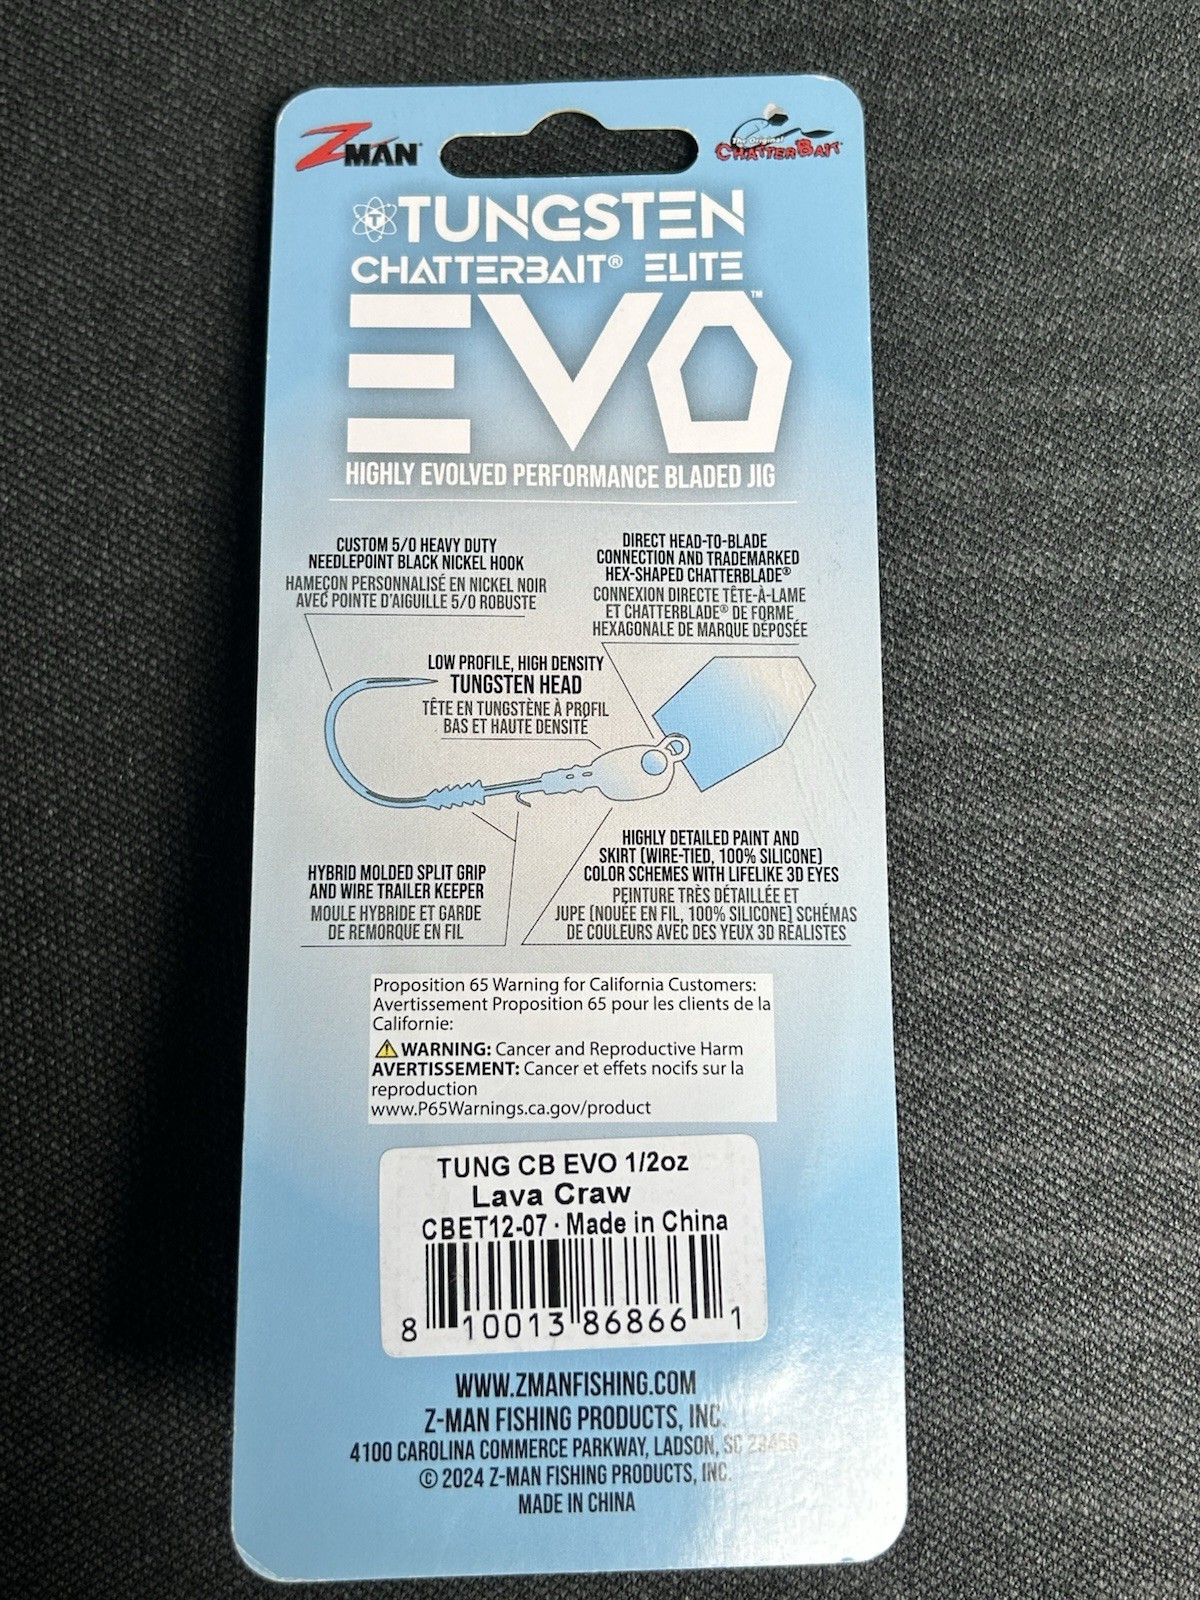 Z MAN®
The Original
CHATTERBAIT®
T
TUNGSTEN
CHATTERBAIT® ELITE
EVO™
HIGHLY EVOLVED PERFORMANCE BLADED JIG
CUSTOM 5/0 HEAVY DUTY
NEEDLEPOINT BLACK NICKEL HOOK
HAMEÇON PERSONNALISÉ EN NICKEL NOIR
AVEC POINTE D'AIGUILLE 5/0 ROBUSTE
DIRECT HEAD-TO-BLADE
CONNECTION AND TRADEMARKED
HEX-SHAPED CHATTERBLADE®
CONNEXION DIRECTE TÊTE-À-LAME
ET CHATTERBLADE® DE FORME
HEXAGONALE DE MARQUE DÉPOSÉE
LOW PROFILE, HIGH DENSITY
TUNGSTEN HEAD
TÊTE EN TUNGSTÈNE À PROFIL
BAS ET HAUTE DENSITÉ
HYBRID MOLDED SPLIT GRIP
AND WIRE TRAILER KEEPER
MOULE HYBRIDE ET GARDE
DE REMORQUE EN FIL
HIGHLY DETAILED PAINT AND
SKIRT (WIRE-TIED, 100% SILICONE)
COLOR SCHEMES WITH LIFELIKE 3D EYES
PEINTURE TRÈS DÉTAILLÉE ET
JUPE (NOUÉE EN FIL, 100% SILICONE) SCHÉMAS
DE COULEURS AVEC DES YEUX 3D RÉALISTES
Proposition 65 Warning for California Customers:
Avertissement Proposition 65 pour les clients de la
Californie:
WARNING: Cancer and Reproductive Harm
AVERTISSEMENT: Cancer et effets nocifs sur la
reproduction
www.P65Warnings.ca.gov/product
TUNG CB EVO 1/2oz
Lava Craw
CBET12-07 · Made in China
8 10013 86866 1
WWW.ZMANFISHING.COM
Z-MAN FISHING PRODUCTS, INC.
4100 CAROLINA COMMERCE PARKWAY, LADSON, SC 29456
© 2024 Z-MAN FISHING PRODUCTS, INC.
MADE IN CHINA